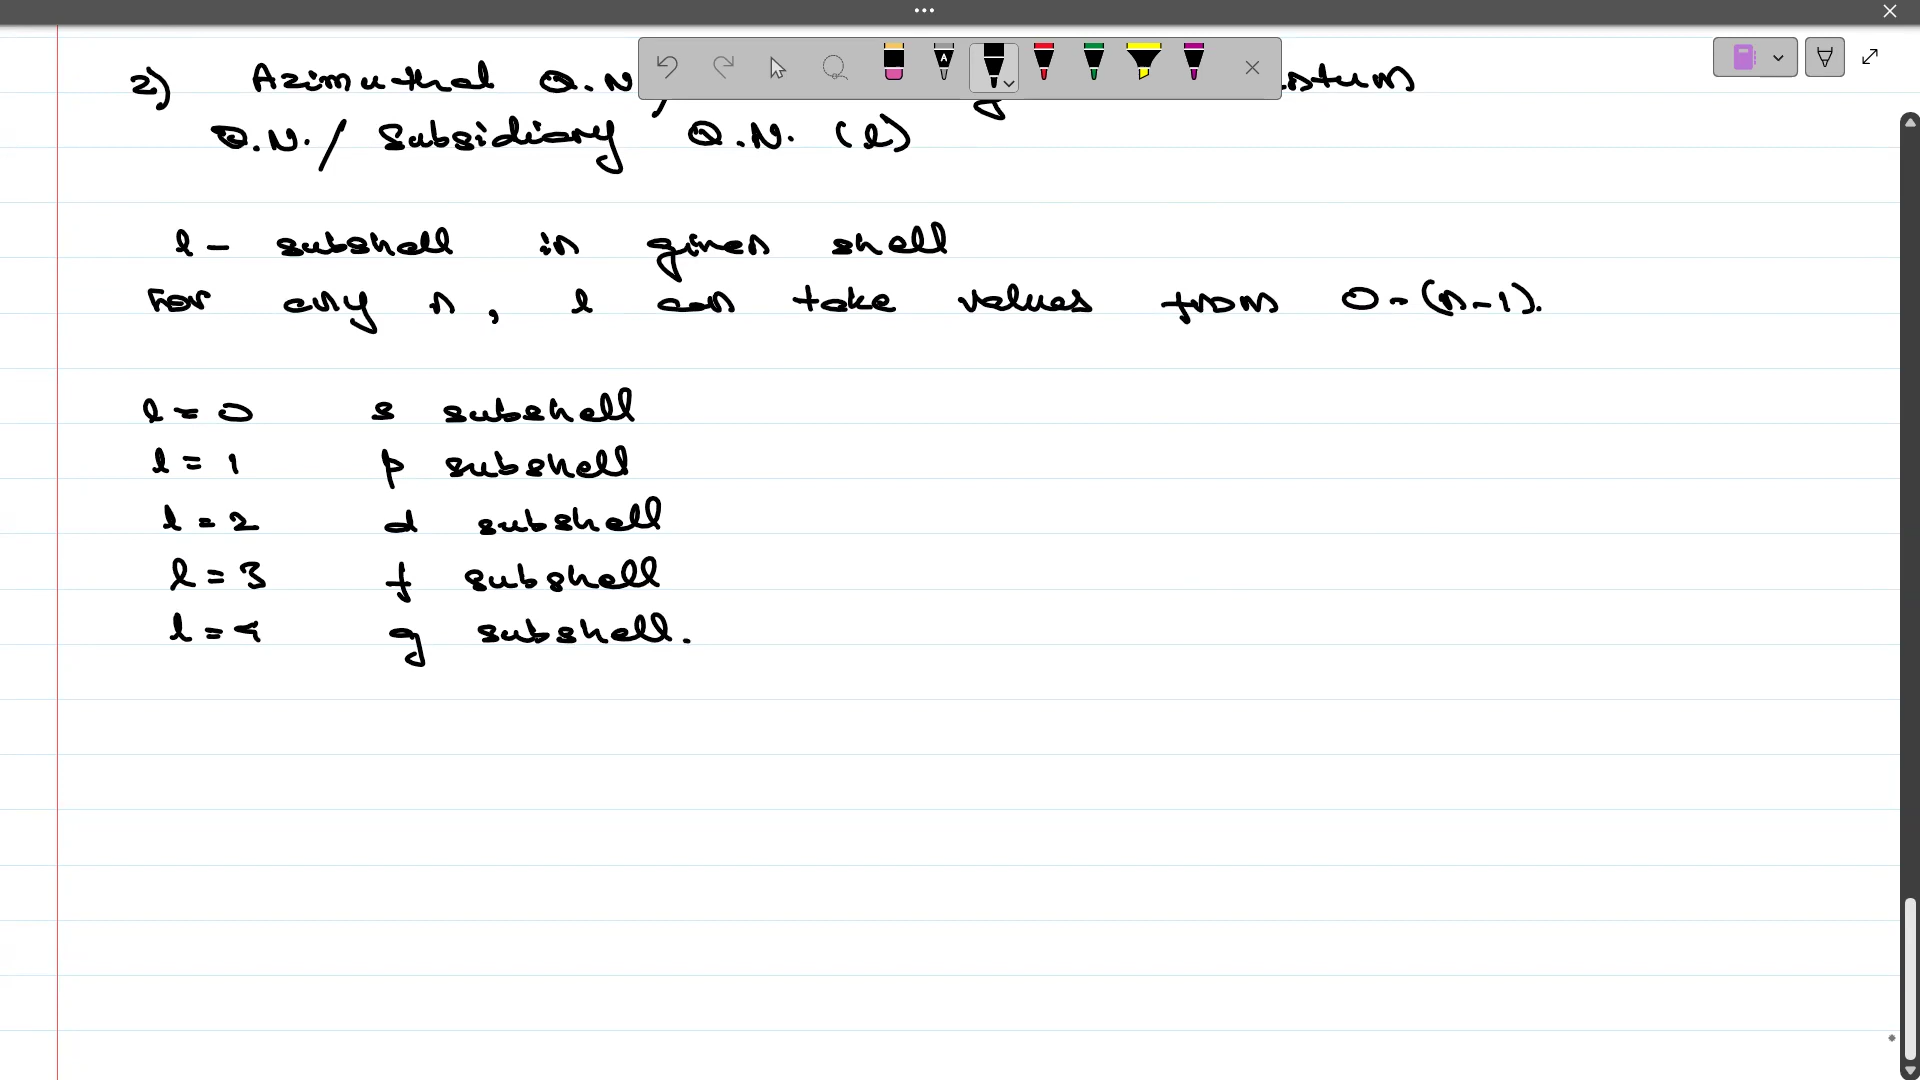 2) Azimuthal Q.N
Q.N./ Subsidiary Q.N. (l)
l - subshell in given shell
For any n, l can take values from 0-(n-1).
l = 0 s subshell
l = 1 p subshell
l = 2 d subshell
l = 3 f subshell
l = 4 g subshell.